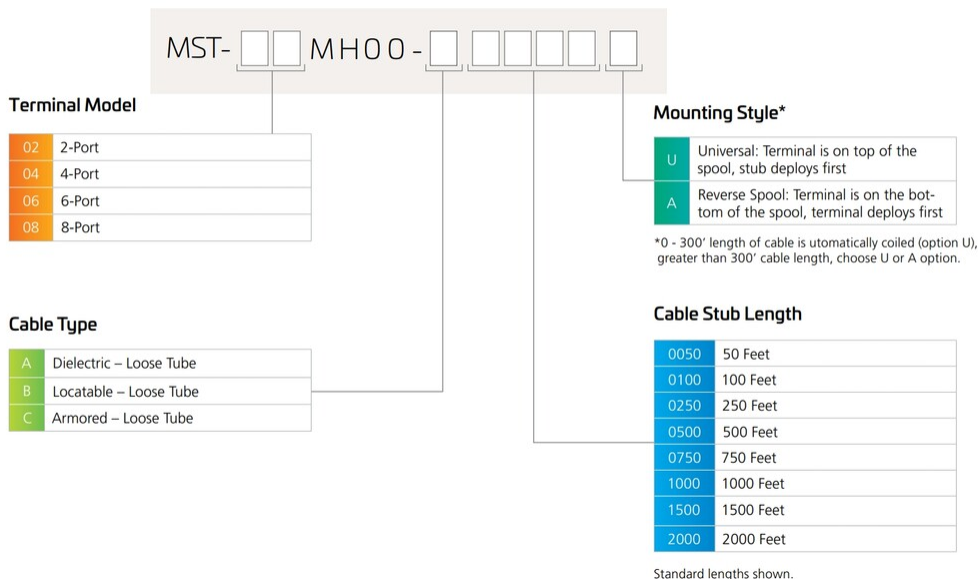 MST- MH00 -
Terminal Model
02 2-Port
04 4-Port
06 6-Port
08 8-Port
Cable Type
A Dielectric – Loose Tube
B Locatable – Loose Tube
C Armored – Loose Tube
Mounting Style*
U Universal: Terminal is on top of the
spool, stub deploys first
A Reverse Spool: Terminal is on the bot-
tom of the spool, terminal deploys first
*0 - 300’ length of cable is utomatically coiled (option U),
greater than 300’ cable length, choose U or A option.
Cable Stub Length
0050 50 Feet
0100 100 Feet
0250 250 Feet
0500 500 Feet
0750 750 Feet
1000 1000 Feet
1500 1500 Feet
2000 2000 Feet
Standard lengths shown.